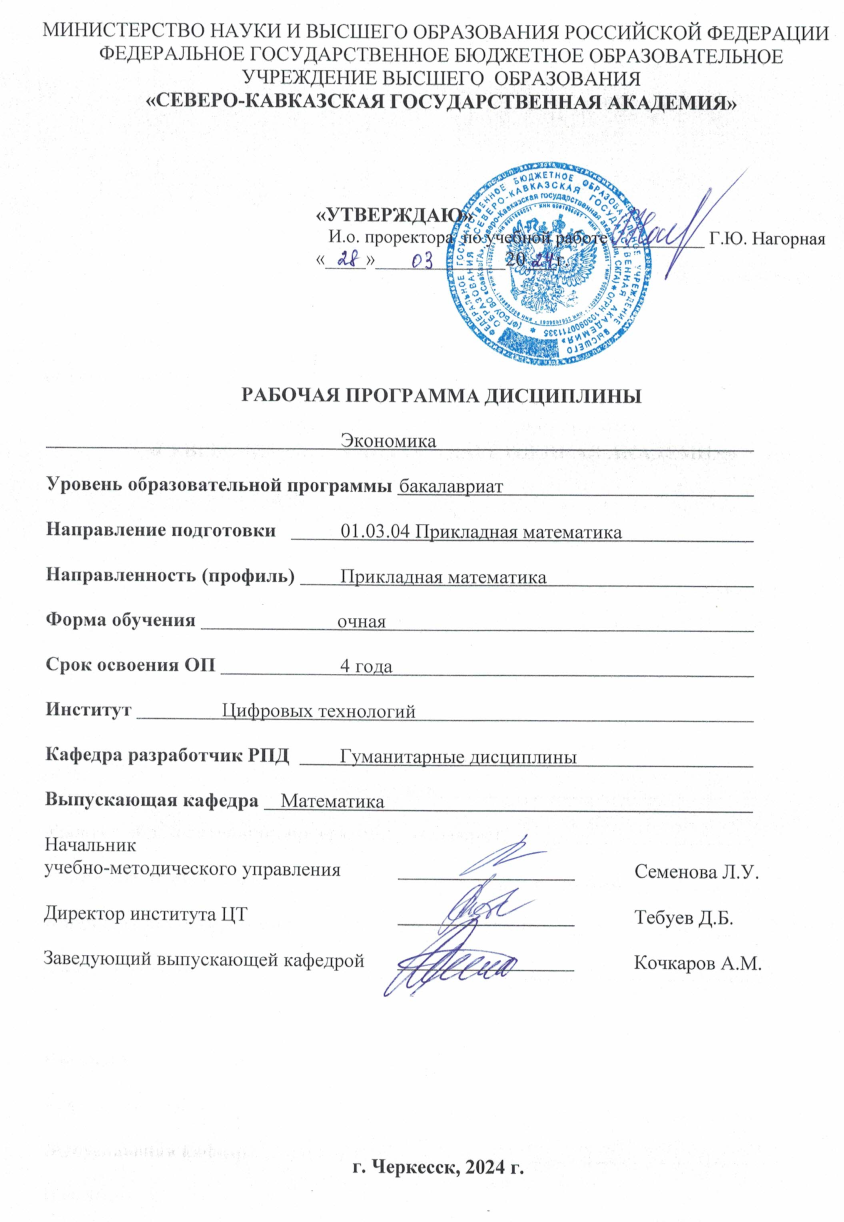 МИНИСТЕРСТВО НАУКИ И ВЫСШЕГО ОБРАЗОВАНИЯ РОССИЙСКОЙ ФЕДЕРАЦИИ
ФЕДЕРАЛЬНОЕ ГОСУДАРСТВЕННОЕ БЮДЖЕТНОЕ ОБРАЗОВАТЕЛЬНОЕ
УЧРЕЖДЕНИЕ ВЫСШЕГО ОБРАЗОВАНИЯ
«СЕВЕРО-КАВКАЗСКАЯ ГОСУДАРСТВЕННАЯ АКАДЕМИЯ»
«УТВЕРЖДАЮ»
И.о. проректора по учебной работе Г.Ю. Нагорная
«28» 03 2024г.
РАБОЧАЯ ПРОГРАММА ДИСЦИПЛИНЫ
Экономика
Уровень образовательной программы бакалавриат
Направление подготовки 01.03.04 Прикладная математика
Направленность (профиль) Прикладная математика
Форма обучения очная
Срок освоения ОП 4 года
Институт Цифровых технологий
Кафедра разработчик РПД Гуманитарные дисциплины
Выпускающая кафедра Математика
Начальник
учебно-методического управления Семенова Л.У.
Директор института ЦТ Тебуев Д.Б.
Заведующий выпускающей кафедрой Кочкаров А.М.
г. Черкесск, 2024 г.